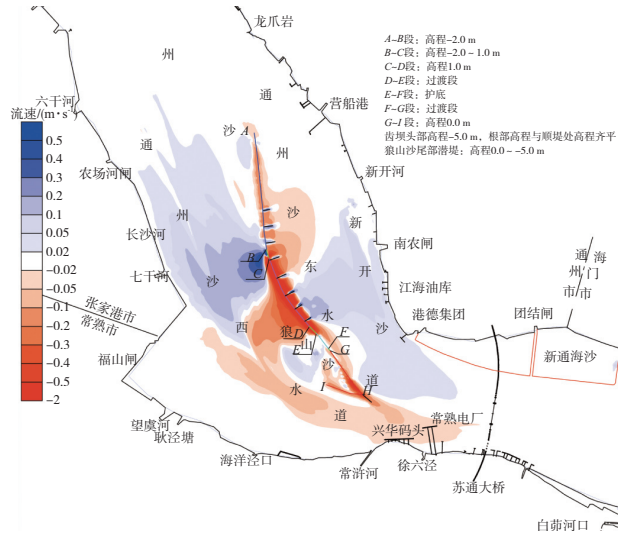 龙爪岩
州
通
营船港
六干河
流速/(m·s⁻¹)
0.5
0.4
0.3
0.2
0.1
0.05
0.02
-0.02
-0.05
-0.1
-0.2
-0.3
-0.4
-0.5
-2
A-B段：高程-2.0 m
B-C段：高程-2.0~1.0 m
C-D段：高程1.0 m
D-E段：过渡段
E-F段：护底
F-G段：过渡段
G-I段：高程0.0 m
齿坝头部高程-5.0 m，根部高程与顺堤处高程齐平
狼山沙尾部潜堤：高程0.0~-5.0 m
通
州
沙
西
水
道
沙
A
州
沙
东
水
道
新
开
沙
狼
山
沙
B
C
D
E
F
G
I
H
农场河闸
长沙河
七干河
张家港市
常熟市
福山闸
望虞河
耿泾塘
海洋泾口
常浒河
兴华码头
常熟电厂
徐六泾
苏通大桥
白茆河口
新开河
南农闸
江海油库
港德集团
团结闸
新通海沙
通州市
海门市